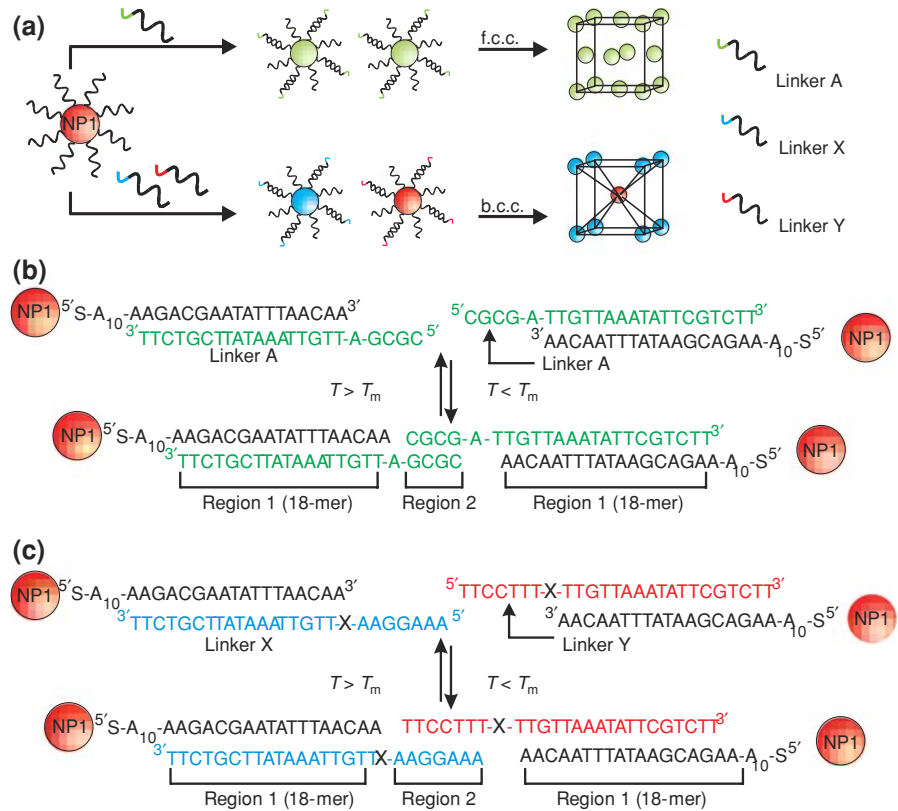 (a)
f.c.c.
Linker A
NP1
Linker X
b.c.c.
Linker Y
(b)
NP1 5′S-A10-AAGACGAATATTTAACAA3′
3′TTCTGCTTATAAATTGTT-A-GCGC5′
Linker A
5′CGCG-A-TTGTTAAATATTCGTCTT3′
3′AACAATTTATAAGCAGAA-A10-S5′ NP1
Linker A
T > Tm
T < Tm
NP1 5′S-A10-AAGACGAATATTTAACAA CGCG-A-TTGTTAAATATTCGTCTT3′
3′TTCTGCTTATAAATTGTT-A-GCGC AACAATTTATAAGCAGAA-A10-S5′ NP1
Region 1 (18-mer) Region 2 Region 1 (18-mer)
(c)
NP1 5′S-A10-AAGACGAATATTTAACAA3′
3′TTCTGCTTATAAATTGTT-X-AAGGAAA5′
Linker X
5′TTCCTTT-X-TTGTTAAATATTCGTCTT3′
3′AACAATTTATAAGCAGAA-A10-S5′ NP1
Linker Y
T > Tm
T < Tm
NP1 5′S-A10-AAGACGAATATTTAACAA TTCCTTT-X-TTGTTAAATATTCGTCTT3′
3′TTCTGCTTATAAATTGTTX-AAGGAAA AACAATTTATAAGCAGAA-A10-S5′ NP1
Region 1 (18-mer) Region 2 Region 1 (18-mer)